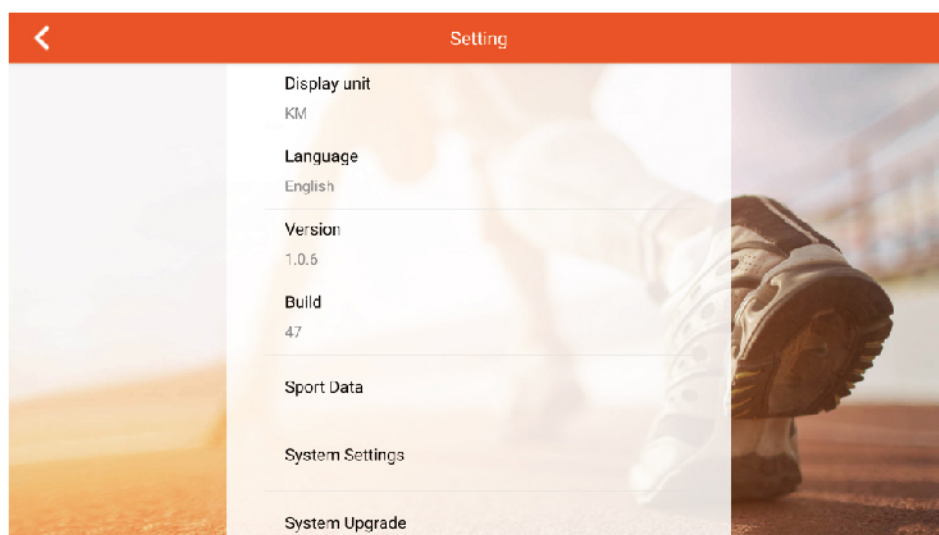 Setting
Display unit
KM
Language
English
Version
1.0.6
Build
47
Sport Data
System Settings
System Upgrade